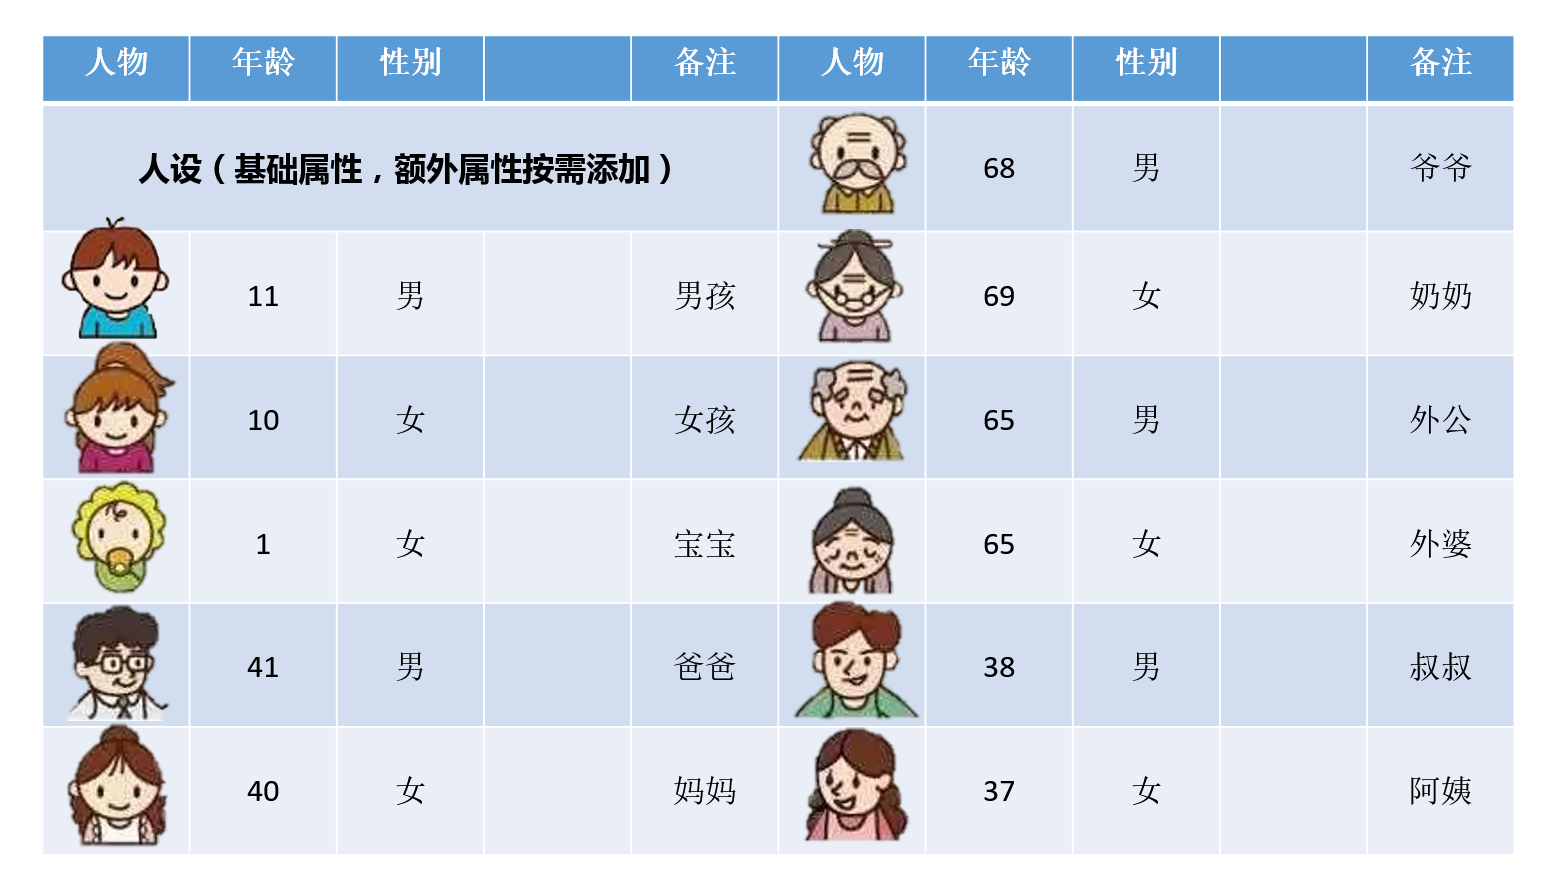 人物 年龄 性别 备注 人物 年龄 性别 备注
人设（基础属性，额外属性按需添加） 68 男 爷爷
11 男 男孩 69 女 奶奶
10 女 女孩 65 男 外公
1 女 宝宝 65 女 外婆
41 男 爸爸 38 男 叔叔
40 女 妈妈 37 女 阿姨